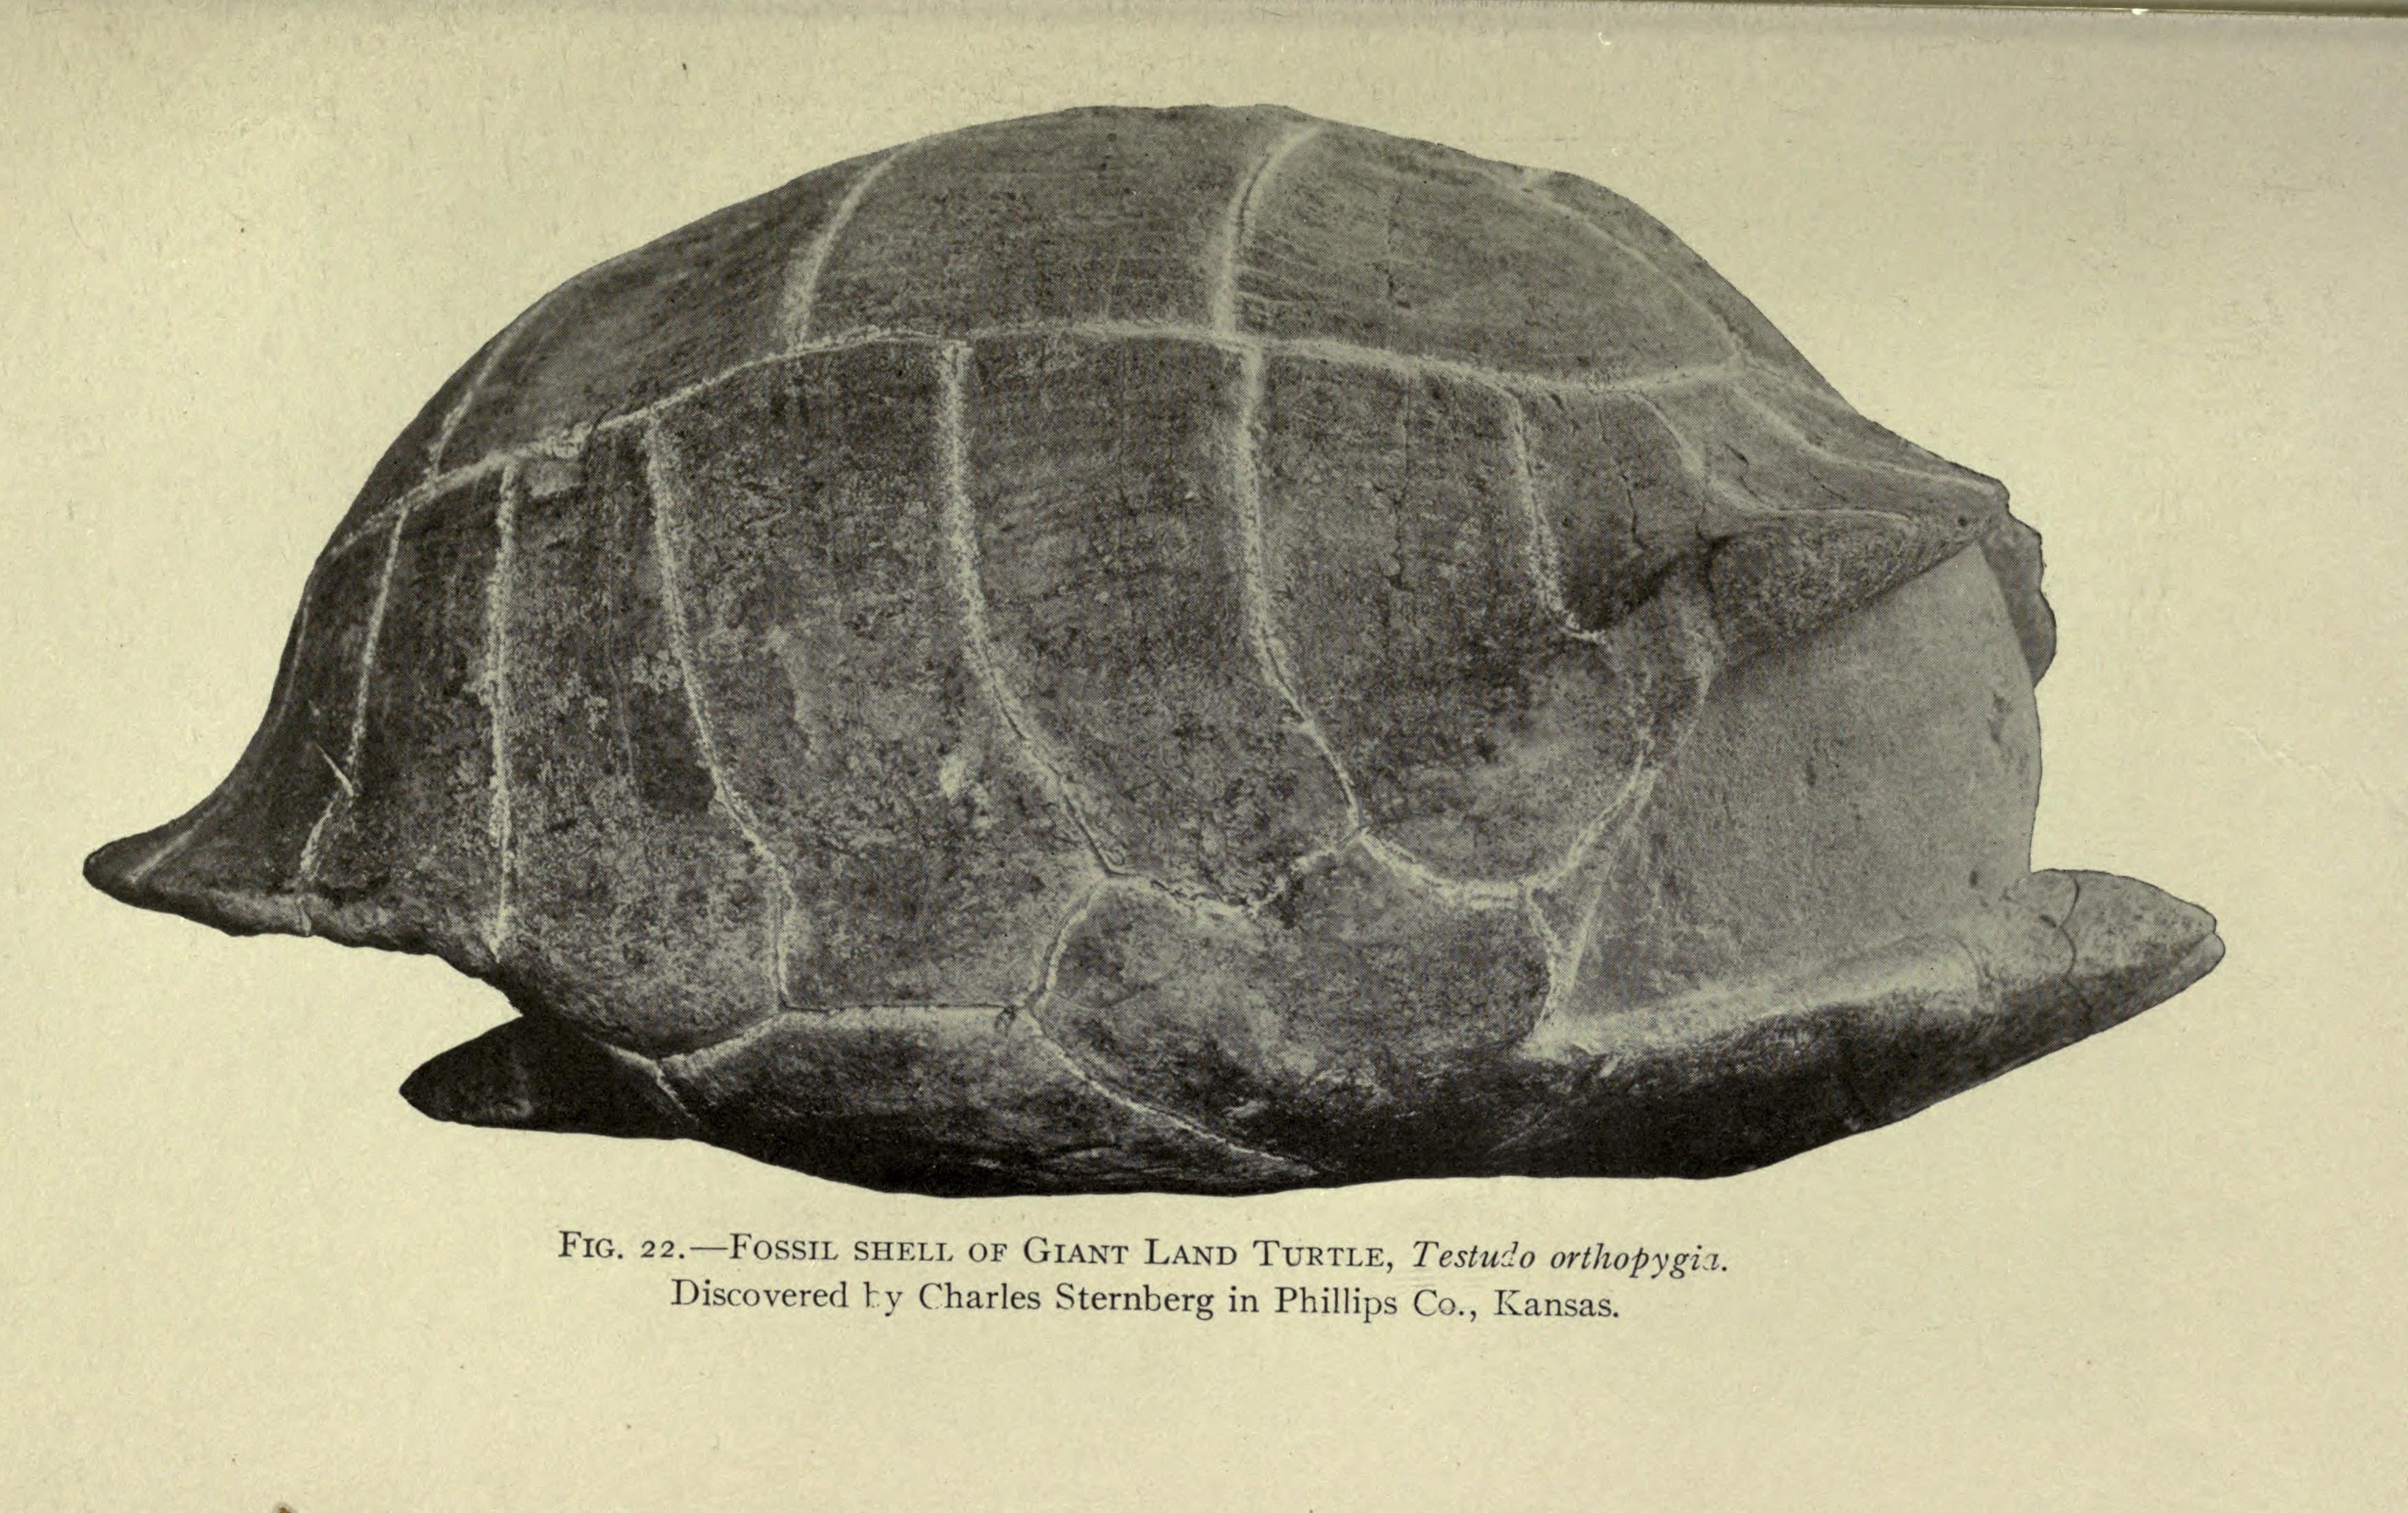 FIG. 22.—FOSSIL SHELL OF GIANT LAND TURTLE, Testudo orthopygia.
Discovered by Charles Sternberg in Phillips Co., Kansas.